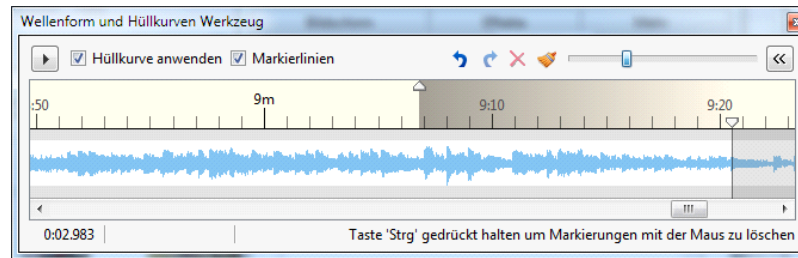 Wellenform und Hüllkurven Werkzeug
Hüllkurve anwenden Markierlinien
:50 9m 9:10 9:20
0:02.983 Taste 'Strg' gedrückt halten um Markierungen mit der Maus zu löschen